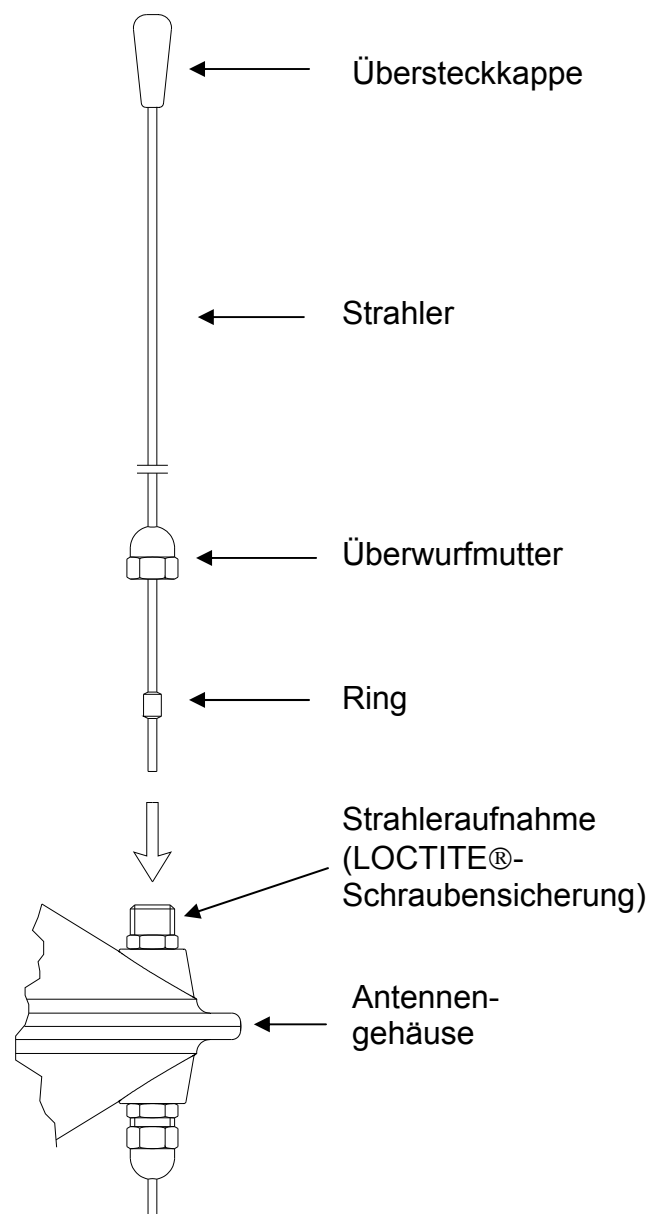 Übersteckkappe
Strahler
Überwurfmutter
Ring
Strahleraufnahme
(LOCTITE®-
Schraubensicherung)
Antennen-
gehäuse